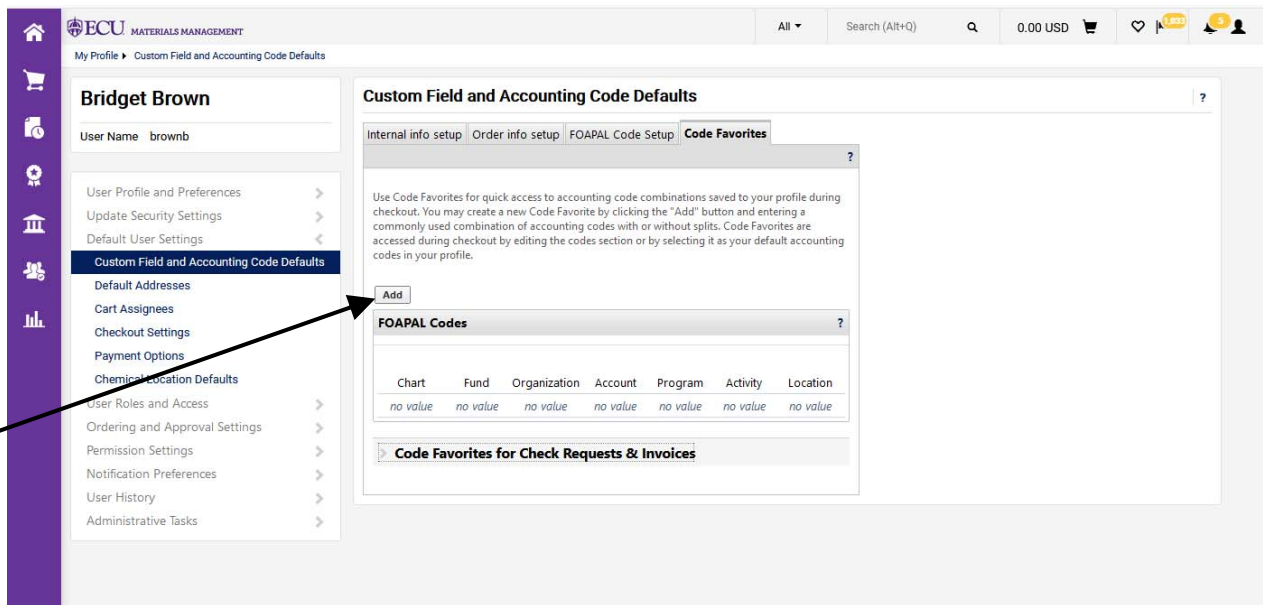 ECU MATERIALS MANAGEMENT
All
Search (Alt+Q)
0.00 USD
1,033
5
My Profile Custom Field and Accounting Code Defaults
Bridget Brown
User Name brownb
User Profile and Preferences
Update Security Settings
Default User Settings
Custom Field and Accounting Code Defaults
Default Addresses
Cart Assignees
Checkout Settings
Payment Options
Chemical Location Defaults
User Roles and Access
Ordering and Approval Settings
Permission Settings
Notification Preferences
User History
Administrative Tasks
Custom Field and Accounting Code Defaults
?
Internal info setup Order info setup FOAPAL Code Setup Code Favorites
?
Use Code Favorites for quick access to accounting code combinations saved to your profile during
checkout. You may create a new Code Favorite by clicking the "Add" button and entering a
commonly used combination of accounting codes with or without splits. Code Favorites are
accessed during checkout by editing the codes section or by selecting it as your default accounting
codes in your profile.
Add
FOAPAL Codes ?
Chart Fund Organization Account Program Activity Location
no value no value no value no value no value no value no value
Code Favorites for Check Requests & Invoices